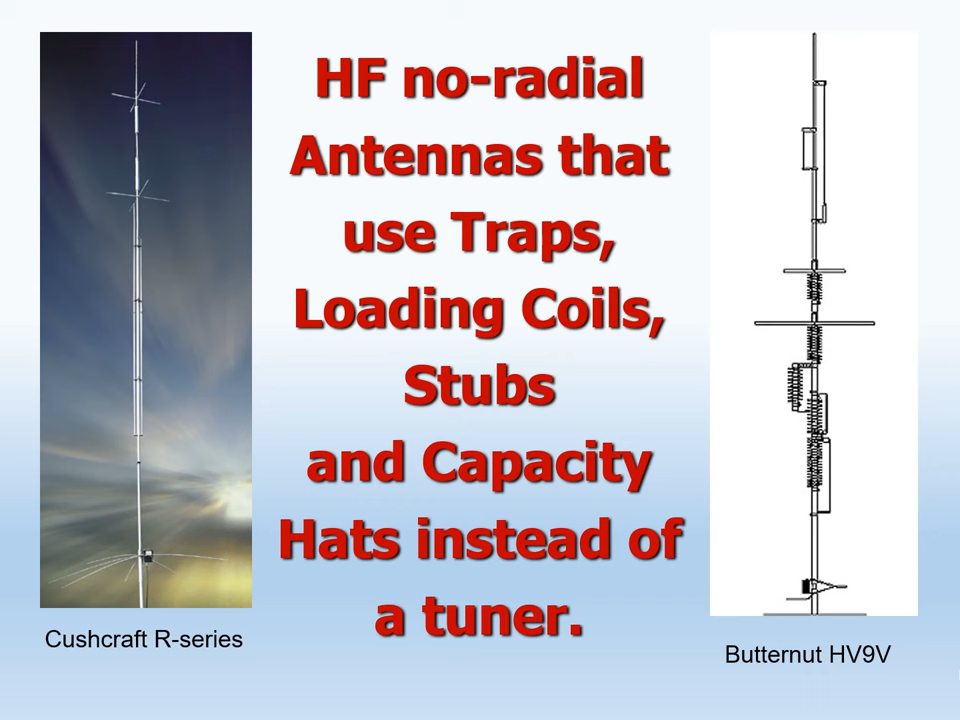 HF no-radial
Antennas that
use Traps,
Loading Coils,
Stubs
and Capacity
Hats instead of
a tuner.
Cushcraft R-series
Butternut HV9V